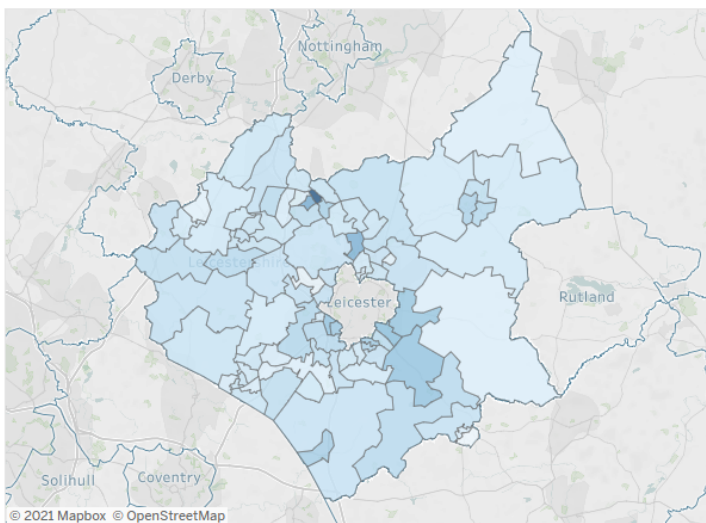 Nottingham
Derby
Leicestershire
Leicester
Rutland
Solihull
Coventry
© 2021 Mapbox © OpenStreetMap